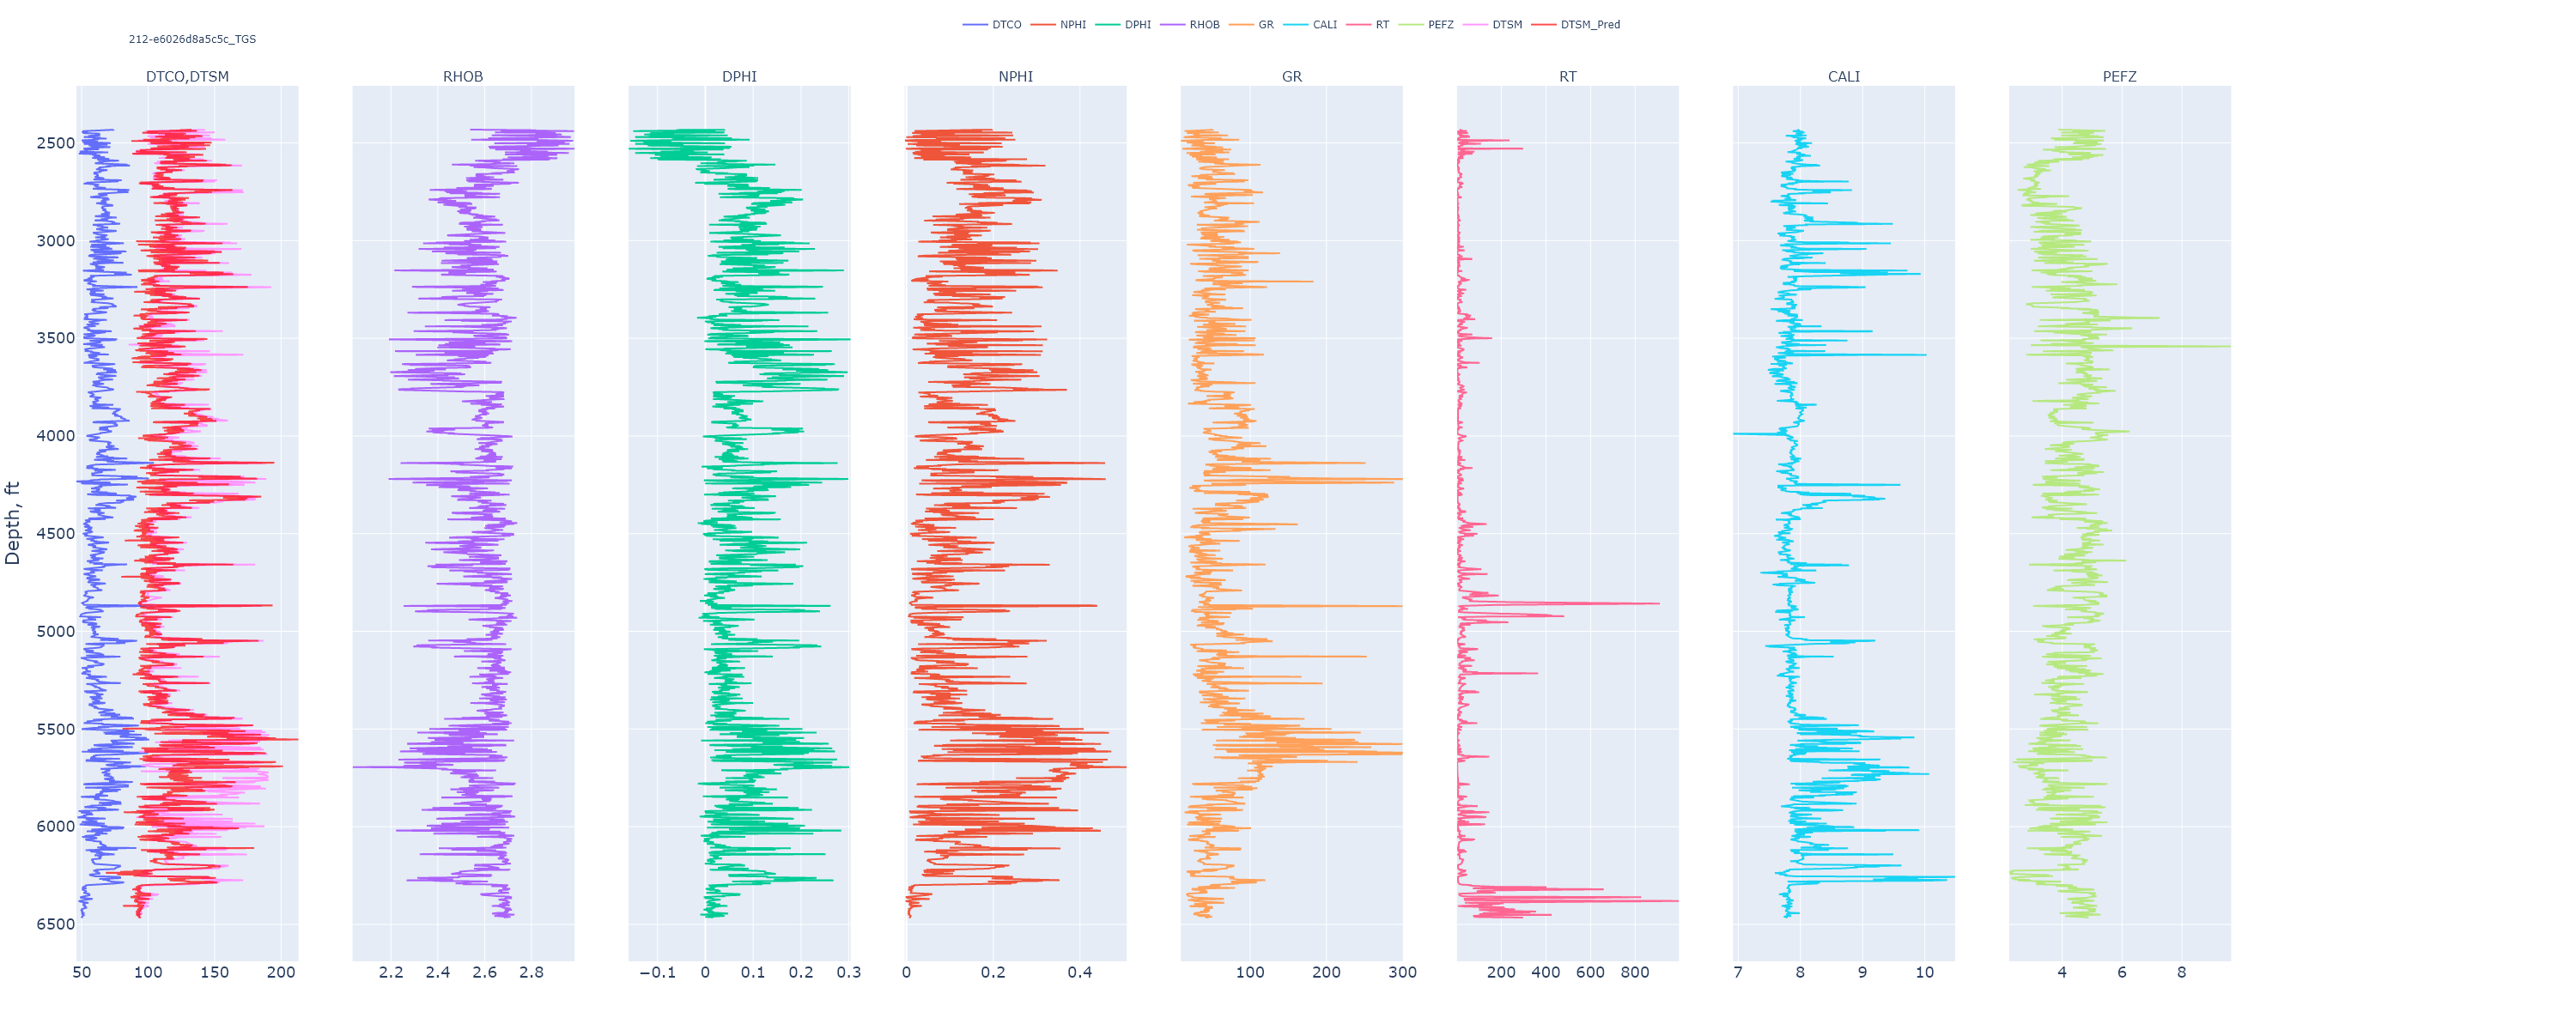 DTCO NPHI DPHI RHOB GR CALI RT PEFZ DTSM DTSM_Pred
212-e6026d8a5c5c_TGS
DTCO,DTSM RHOB DPHI NPHI GR RT CALI PEFZ
2500
3000
3500
4000
4500
5000
5500
6000
6500
Depth, ft
50 100 150 200 2.2 2.4 2.6 2.8 −0.1 0 0.1 0.2 0.3 0 0.2 0.4 100 200 300 200 400 600 800 7 8 9 10 4 6 8